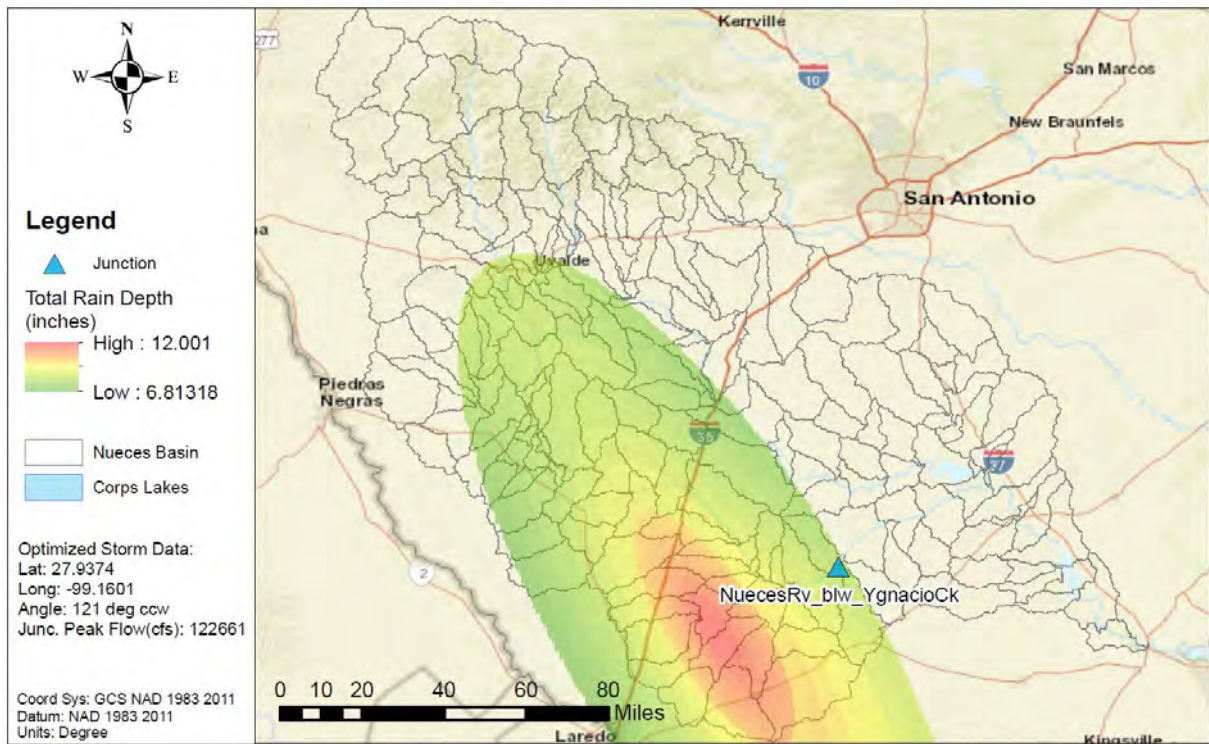 N
W E
S
Legend
Junction
Total Rain Depth
(inches)
High : 12.001
Low : 6.81318
Nueces Basin
Corps Lakes
Optimized Storm Data:
Lat: 27.9374
Long: -99.1601
Angle: 121 deg ccw
Junc. Peak Flow(cfs): 122661
Coord Sys: GCS NAD 1983 2011
Datum: NAD 1983 2011
Units: Degree
277
Kerrville
10
San Marcos
New Braunfels
San Antonio
na
Uvalde
Piedras
Negras
35
37
2
NuecesRv_blw_YgnacioCk
0 10 20 40 60 80
Miles
Laredo
Kingsville